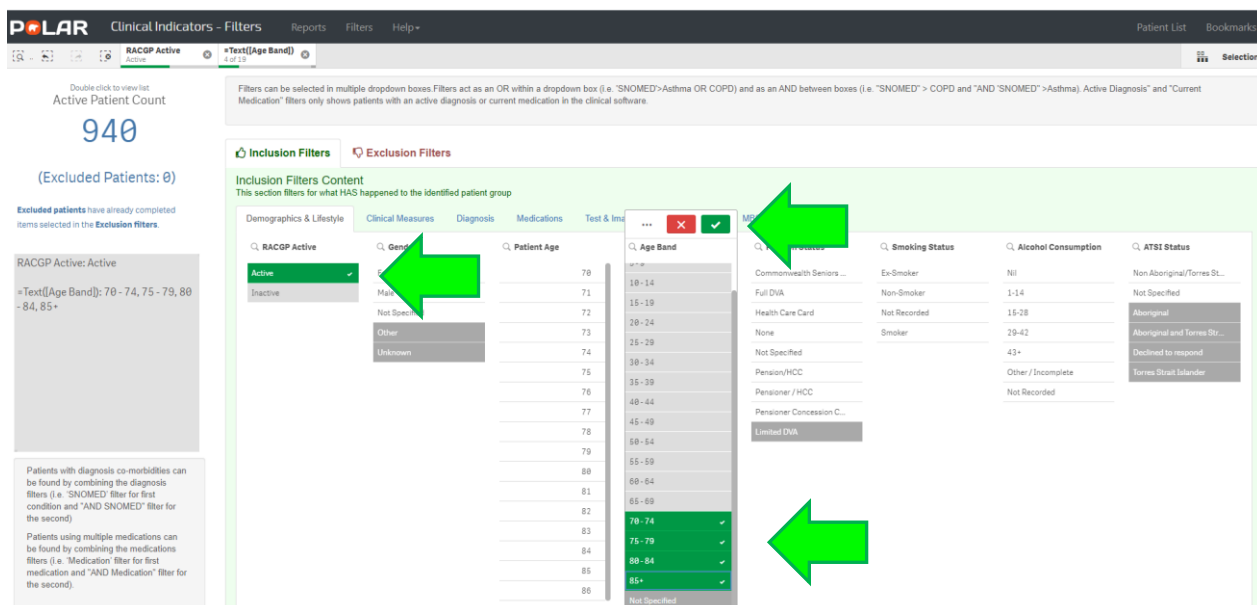 POLAR Clinical Indicators - Filters Reports Filters Help Patient List Bookmarks
RACGP Active
Active
=Text([Age Band])
4 of 19
Selection
Double click to view list
Active Patient Count
940
(Excluded Patients: 0)
Excluded patients have already completed
items selected in the Exclusion filters.
RACGP Active: Active
=Text([Age Band]): 70 - 74, 75 - 79, 80
- 84, 85+
Patients with diagnosis co-morbidities can
be found by combining the diagnosis
filters (i.e. 'SNOMED' filter for first
condition and "AND SNOMED" filter for
the second)
Patients using multiple medications can
be found by combining the medications
filters (i.e. 'Medication' filter for first
medication and "AND Medication" filter for
the second).
Filters can be selected in multiple dropdown boxes.Filters act as an OR within a dropdown box (i.e. "SNOMED'>Asthma OR COPD) and as an AND between boxes (i.e. "SNOMED" > COPD and "AND 'SNOMED" >Asthma). Active Diagnosis" and "Current
Medication" filters only shows patients with an active diagnosis or current medication in the clinical software.
Inclusion Filters
Exclusion Filters
Inclusion Filters Content
This section filters for what HAS happened to the identified patient group
Demographics & Lifestyle Clinical Measures Diagnosis Medications Test &
RACGP Active
Active
Inactive
Male
Other
Unknown
Patient Age
70
71
72
73
74
75
76
77
78
79
80
81
82
83
84
85
86
Age Band
10-14
15-19
20-24
25-29
30-34
35-39
40-44
45-49
50-54
55-59
60-64
65-69
70-74
75-79
80-84
85+
Not Specified
Commonwealth Seniors ...
Full DVA
Health Care Card
None
Not Specified
Pension/HCC
Pensioner / HCC
Pensioner Concession C...
Limited DVA
Smoking Status
Ex-Smoker
Non-Smoker
Not Recorded
Smoker
Alcohol Consumption
Nil
1-14
15-28
29-42
43+
Other / Incomplete
Not Recorded
ATSI Status
Non Aboriginal/Torres St...
Not Specified
Aboriginal
Aboriginal and Torres Str...
Declined to respond
Torres Strait Islander